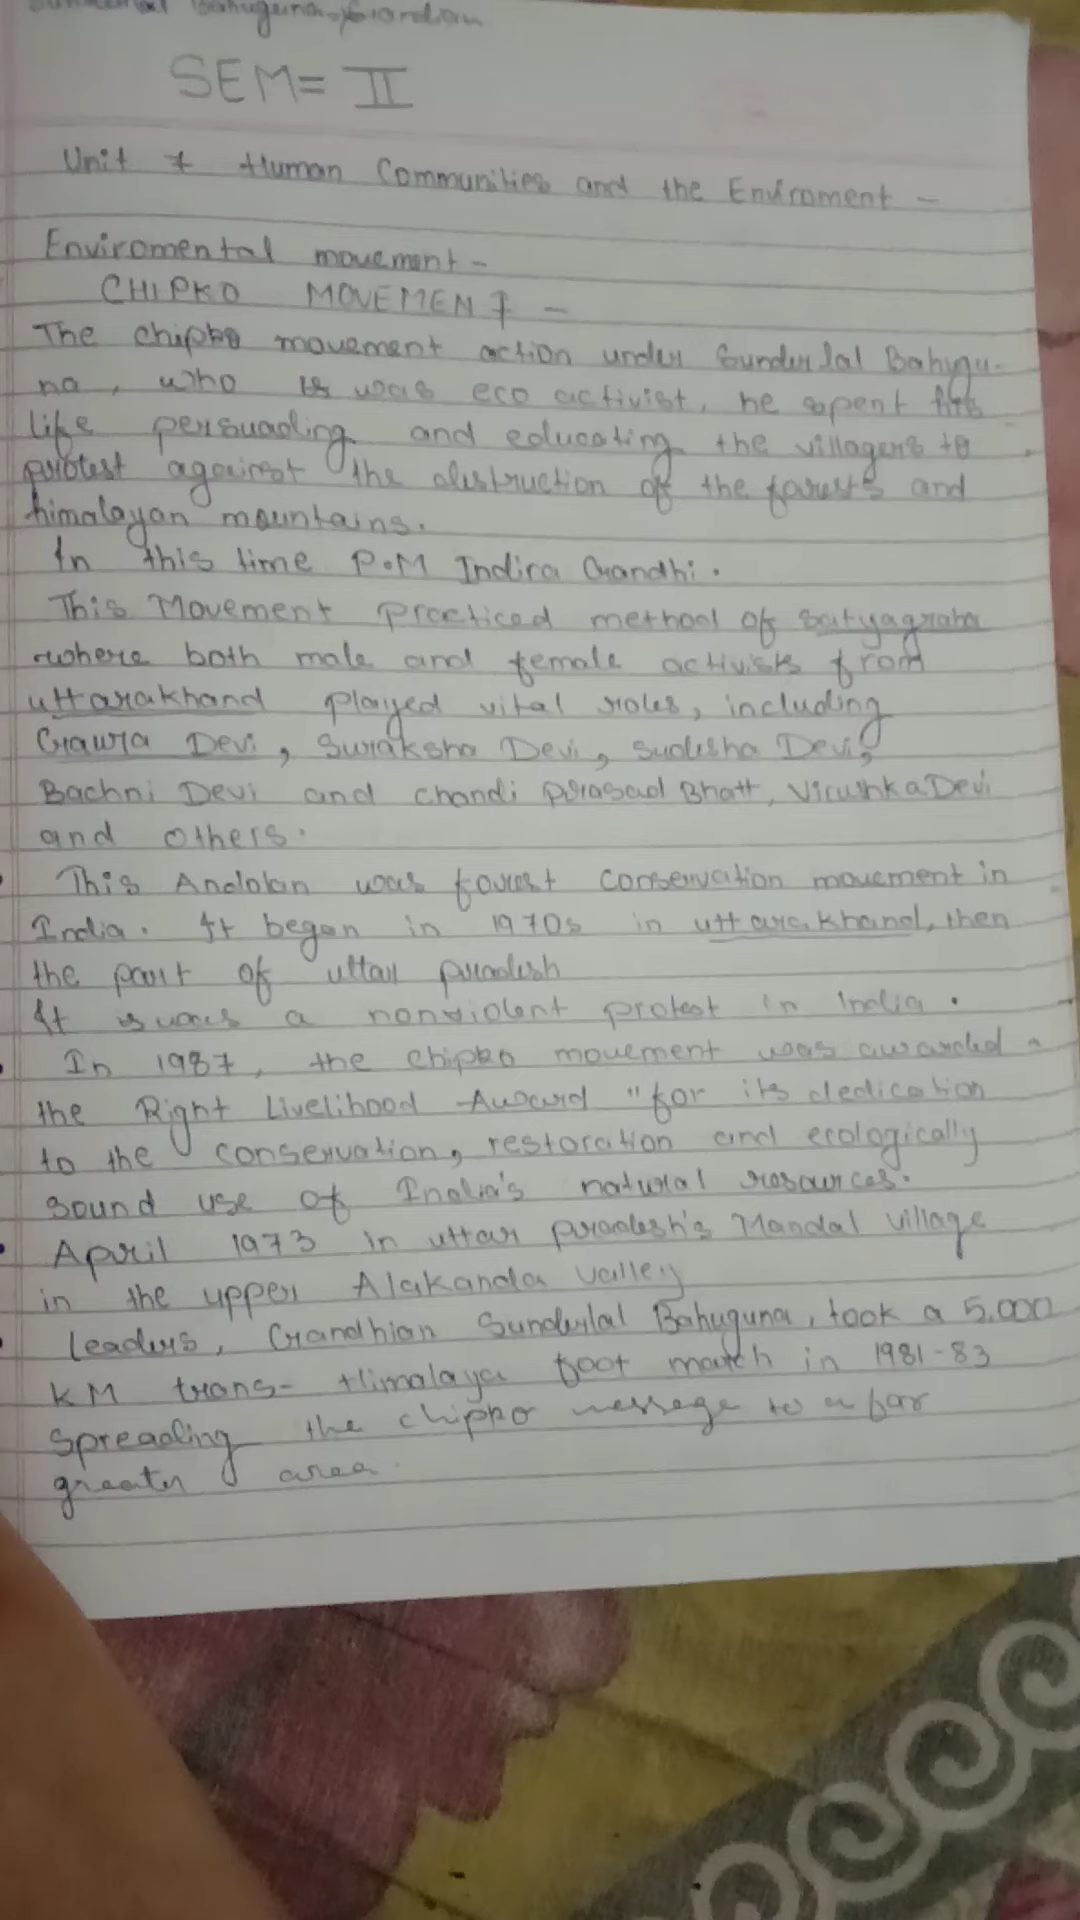 Bahuguna
SEM = II
Unit 7 Human Communities and the Enviroment -
Enviromental movement -
CHIPKO MOVEMENT -
The chipko movement action under Sunderlal Bahugu-
na, who is was eco activist, he spent his
life persuading and educating the villagers to
protest against the destruction of the forests and
himalayan mountains.
In this time P.M Indira Gandhi.
This Movement practiced method of satyagraha
where both male and female activists from
uttarakhand played vital roles, including
Gawra Devi, Suraksha Devi, Sudesha Devi,
Bachni Devi and chandi prasad Bhatt, Virushka Devi
and others.
This Andolan was forest conservation movement in
India. It began in 1970s in uttarakhand, then
the part of uttar pradesh
It is was a nonviolent protest in India.
In 1987, the chipko movement was awarded
the Right Livelihood Award "for its dedication
to the conservation, restoration and ecologically
sound use of India's natural resources.
April 1973 in uttar pradesh's Mandal village
in the upper Alakanda valley
leaders, Gandhian Sunderlal Bahuguna, took a 5,000
KM trans- Himalaya foot march in 1981-83
Spreading the chipko message to a far
greater area.